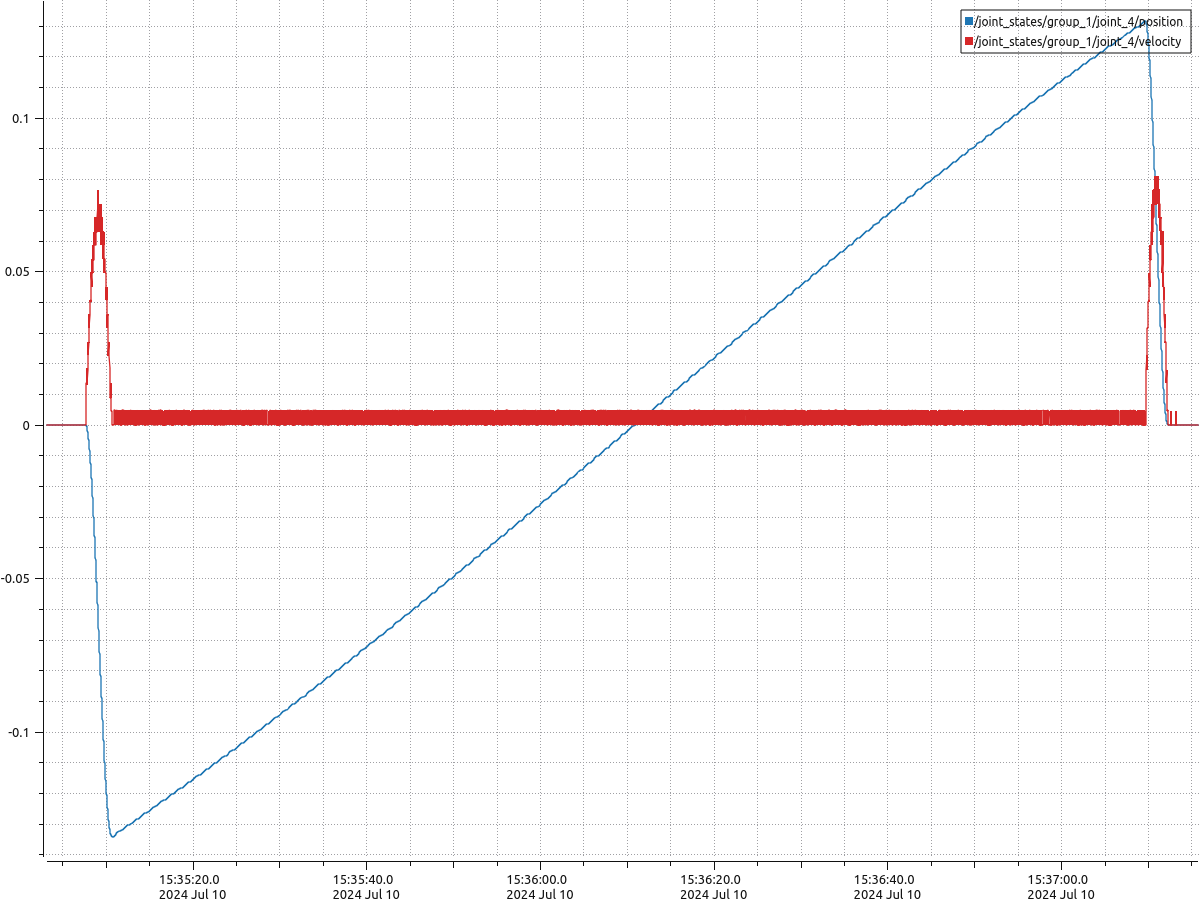 /joint_states/group_1/joint_4/position
/joint_states/group_1/joint_4/velocity
0.1
0.05
0
-0.05
-0.1
15:35:20.0 15:35:40.0 15:36:00.0 15:36:20.0 15:36:40.0 15:37:00.0
2024 Jul 10 2024 Jul 10 2024 Jul 10 2024 Jul 10 2024 Jul 10 2024 Jul 10